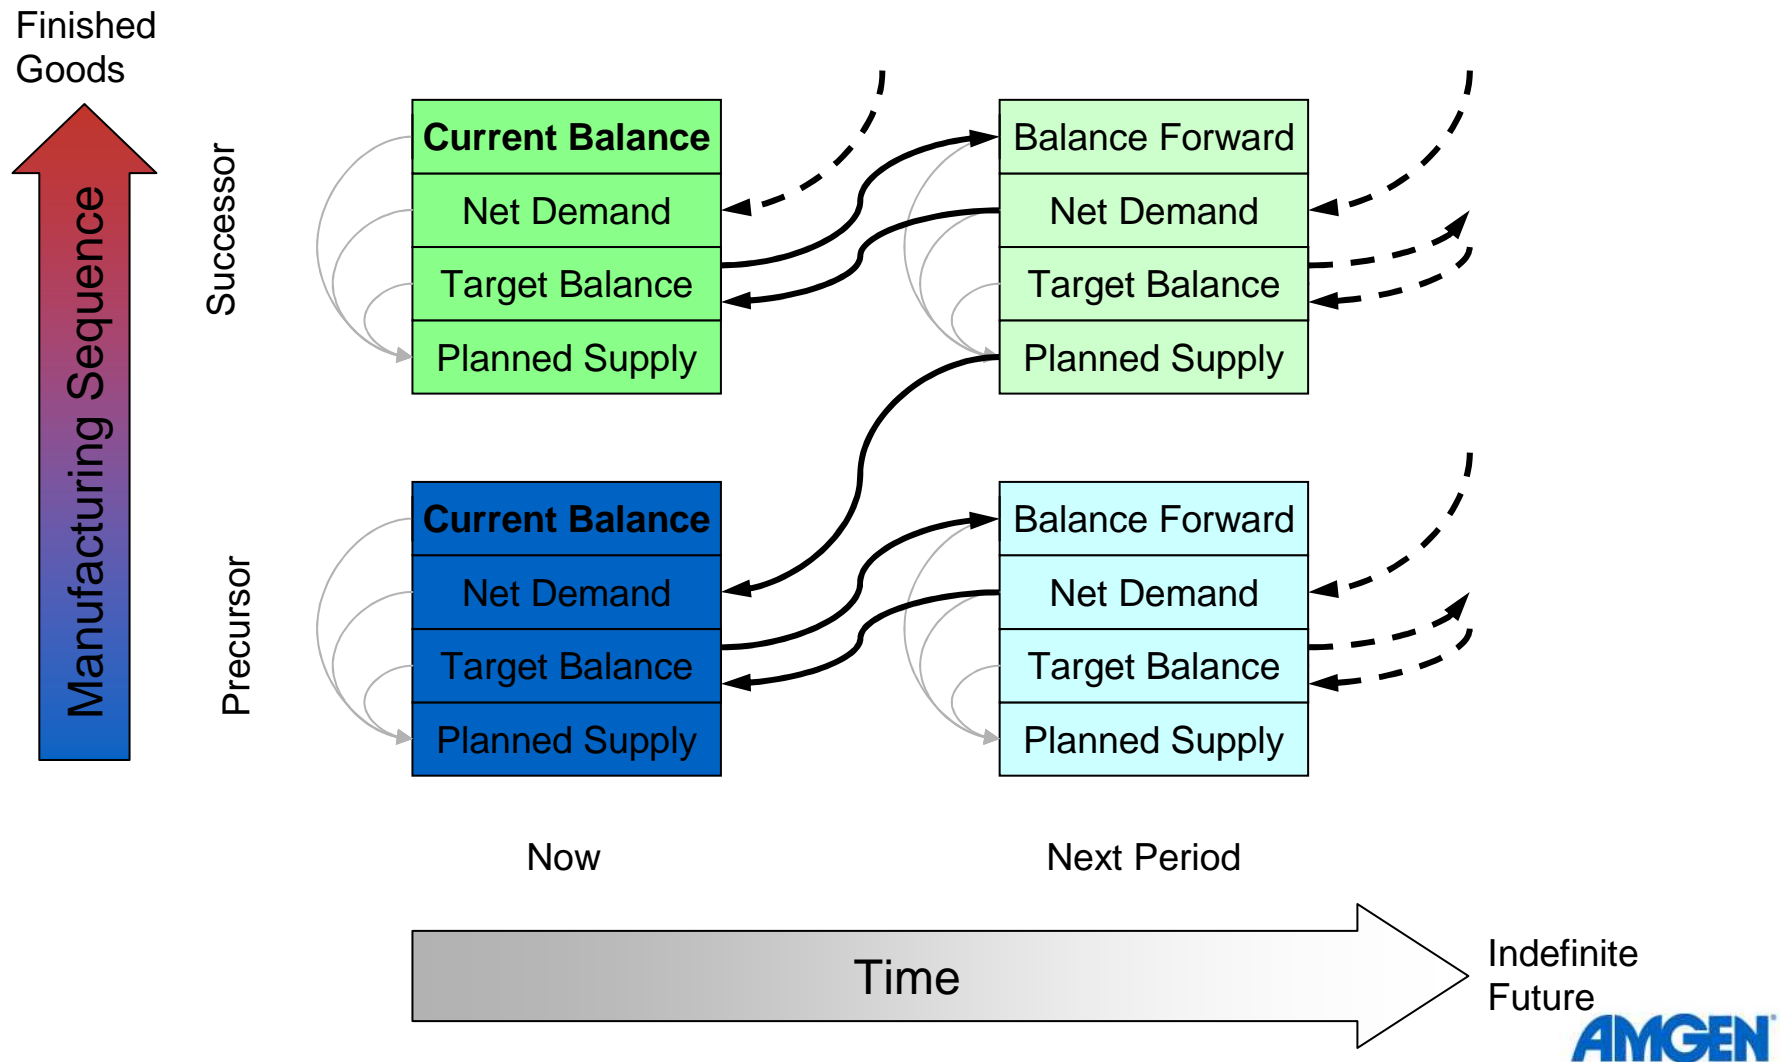 Finished
Goods
Manufacturing Sequence
Successor
Current Balance
Net Demand
Target Balance
Planned Supply
Balance Forward
Net Demand
Target Balance
Planned Supply
Precursor
Current Balance
Net Demand
Target Balance
Planned Supply
Balance Forward
Net Demand
Target Balance
Planned Supply
Now
Next Period
Time
Indefinite
Future
AMGEN